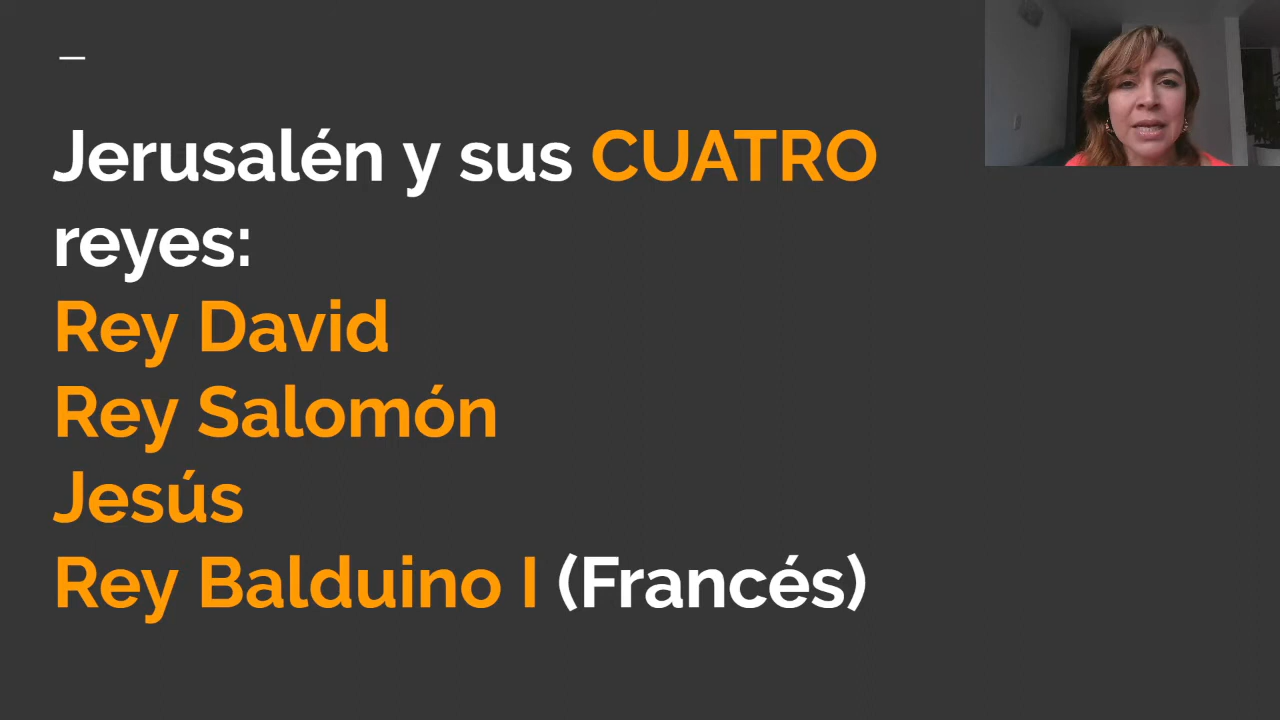 Jerusalén y sus CUATRO
reyes:
Rey David
Rey Salomón
Jesús
Rey Balduino I (Francés)